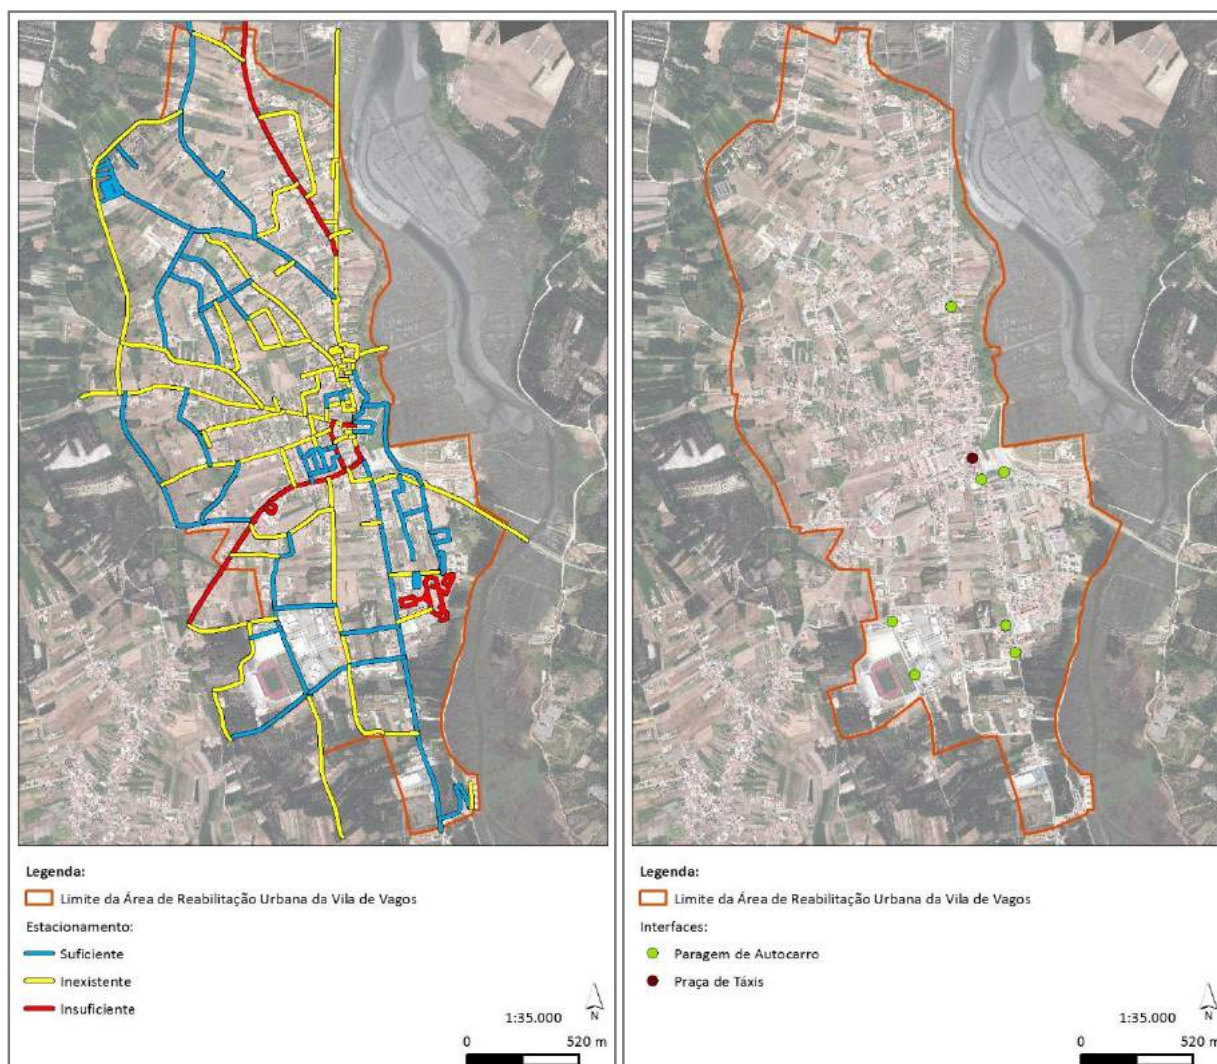 Legenda:
Limite da Área de Reabilitação Urbana da Vila de Vagos
Estacionamento:
Suficiente
Inexistente
Insuficiente
N
1:35.000
0 520 m
Legenda:
Limite da Área de Reabilitação Urbana da Vila de Vagos
Interfaces:
Paragem de Autocarro
Praça de Táxis
N
1:35.000
0 520 m